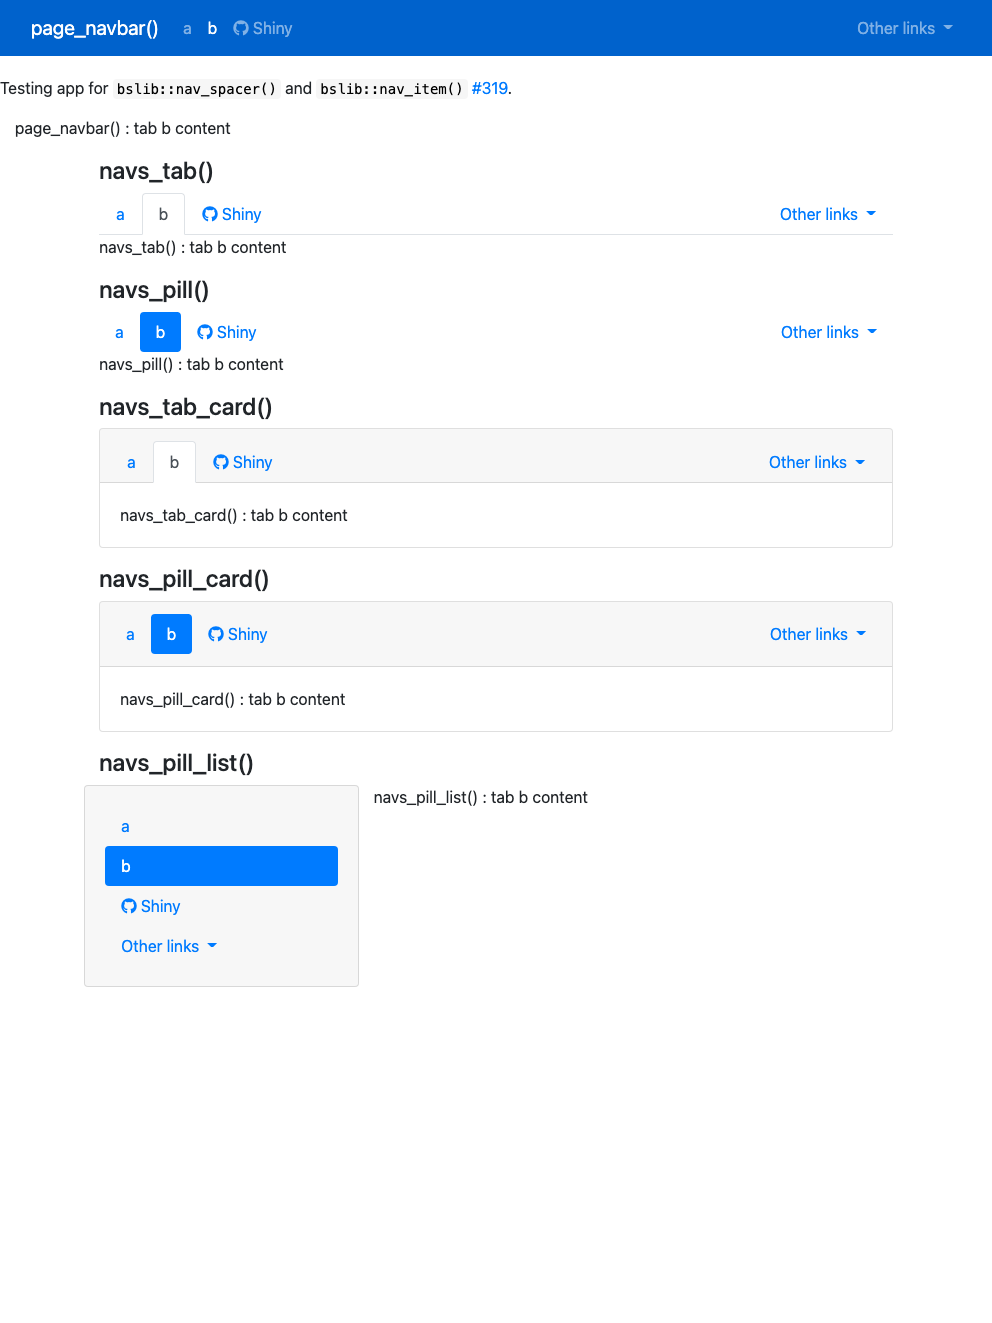 page_navbar() a b Shiny Other links
Testing app for bslib::nav_spacer() and bslib::nav_item() #319.
page_navbar() : tab b content
navs_tab()
a b Shiny Other links
navs_tab() : tab b content
navs_pill()
a b Shiny Other links
navs_pill() : tab b content
navs_tab_card()
a b Shiny Other links
navs_tab_card() : tab b content
navs_pill_card()
a b Shiny Other links
navs_pill_card() : tab b content
navs_pill_list()
a
b
Shiny
Other links
navs_pill_list() : tab b content